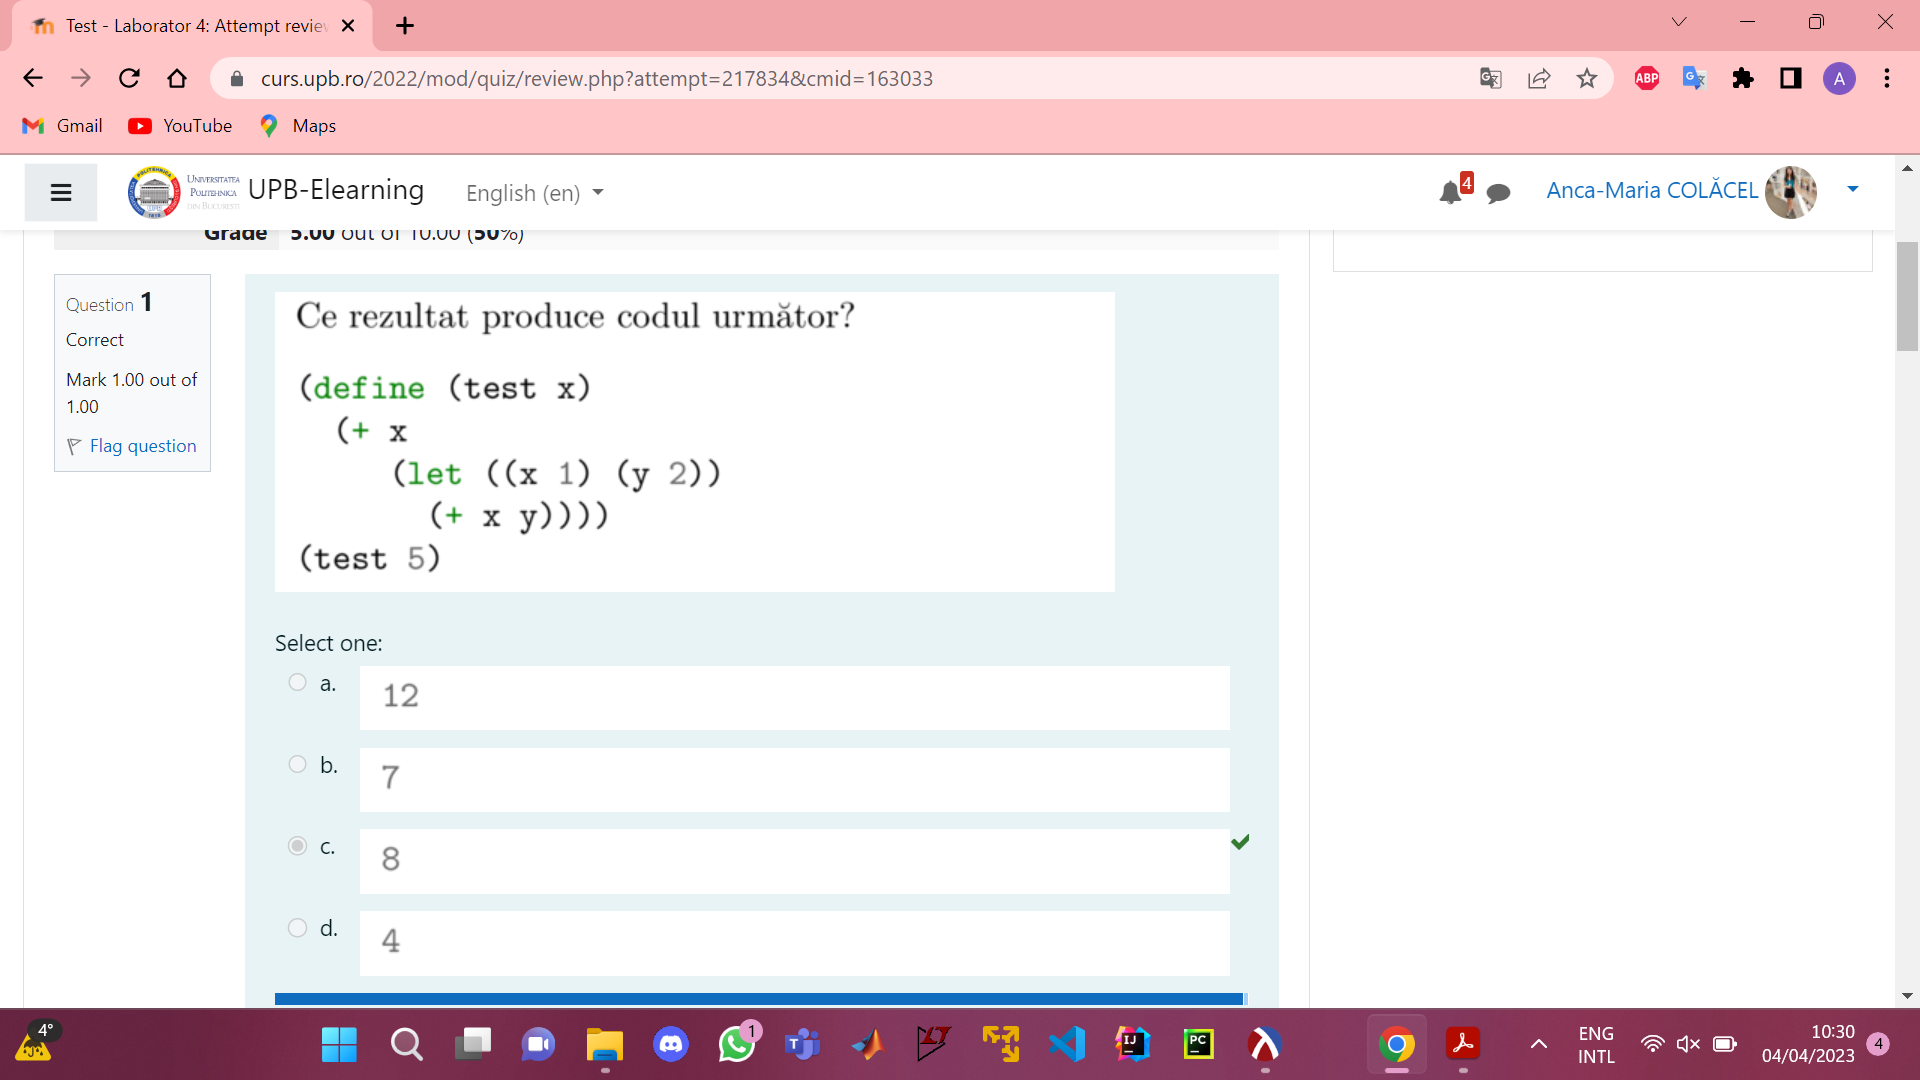 Test - Laborator 4: Attempt revie
curs.upb.ro/2022/mod/quiz/review.php?attempt=217834&cmid=163033
ABP
A
Gmail YouTube Maps
UNIVERSITATEA
POLITEHNICA
DIN BUCUREȘTI
UPB-Elearning English (en)
4
Anca-Maria COLĂCEL
Grade 5.00 out of 10.00 (50%)
Question 1
Correct
Mark 1.00 out of
1.00
Flag question
Ce rezultat produce codul următor?
(define (test x)
(+ x
(let ((x 1) (y 2))
(+ x y))))
(test 5)
Select one:
a. 12
b. 7
c. 8
d. 4
4°
1
IJ
PC
ENG
INTL
10:30
04/04/2023
4